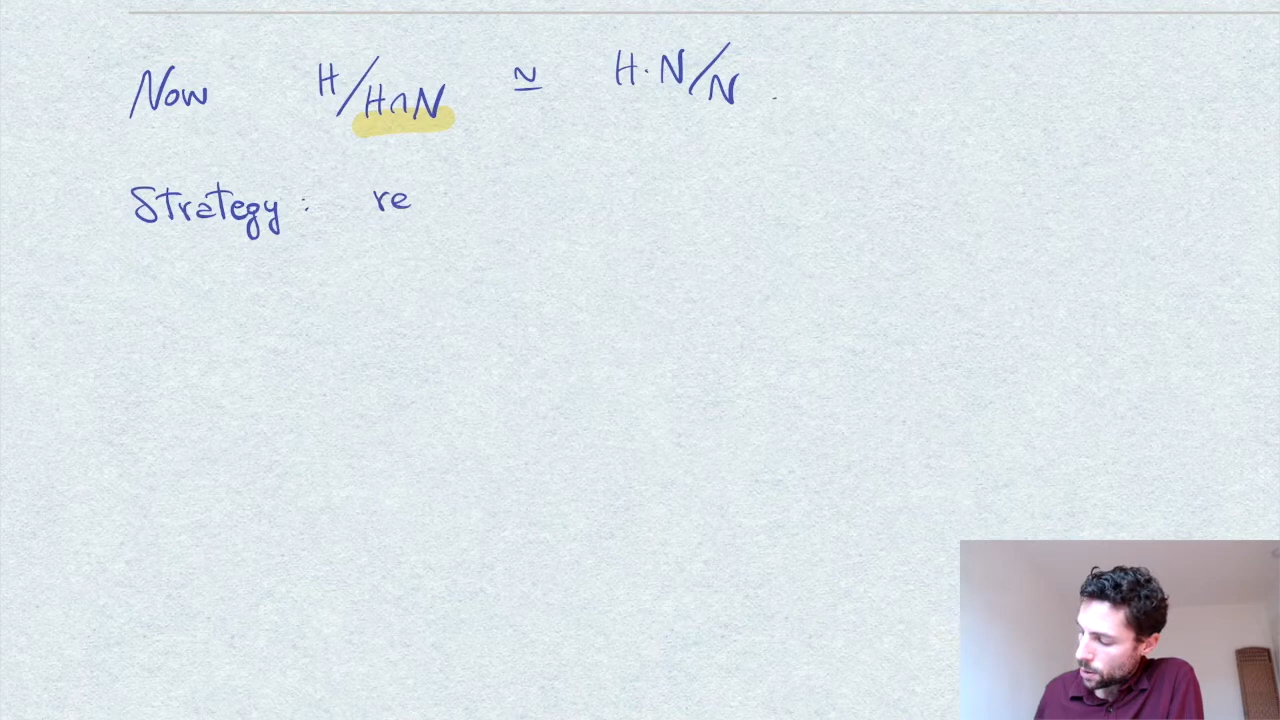 Now H/H∩N ≃ H·N/N .
Strategy: re